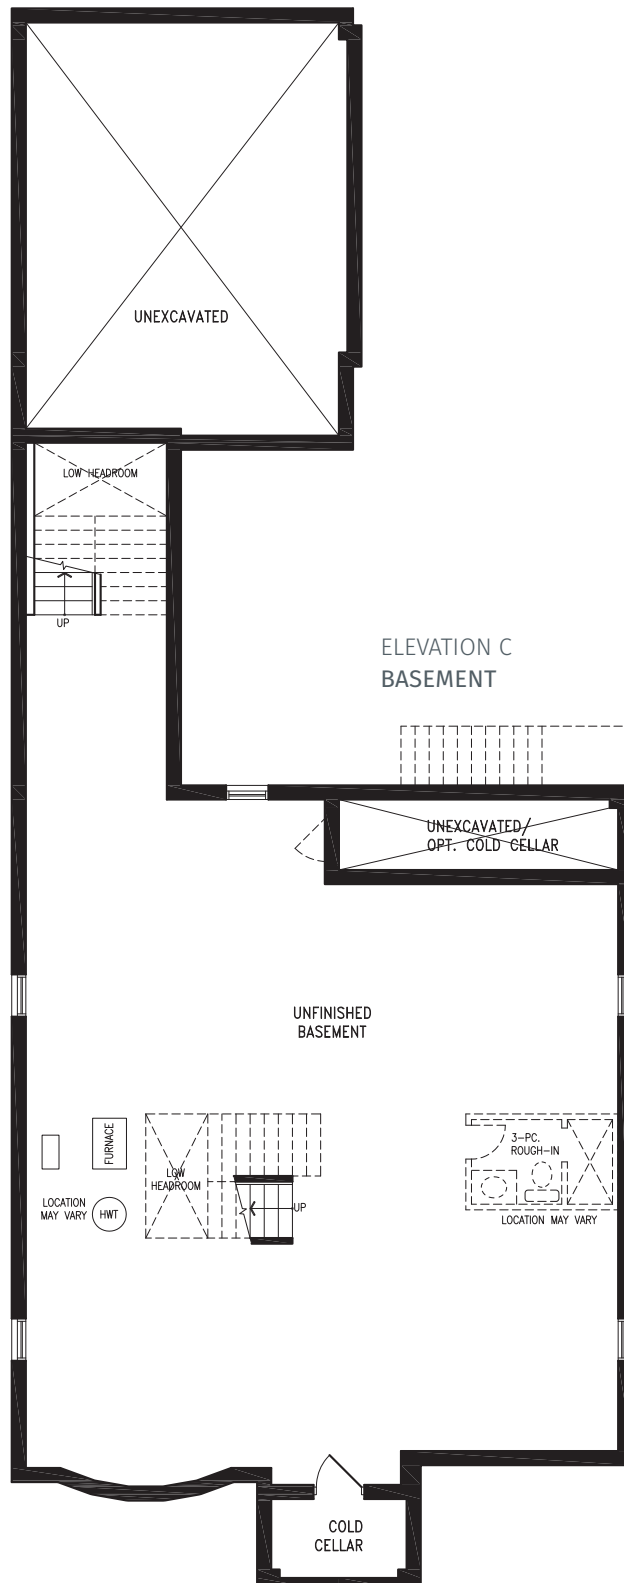 UNEXCAVATED
LOW HEADROOM
UP
ELEVATION C
BASEMENT
UNEXCAVATED/
OPT. COLD CELLAR
UNFINISHED
BASEMENT
FURNACE
LOW
HEADROOM
3-PC.
ROUGH-IN
LOCATION
MAY VARY
HWT
UP
LOCATION MAY VARY
COLD
CELLAR